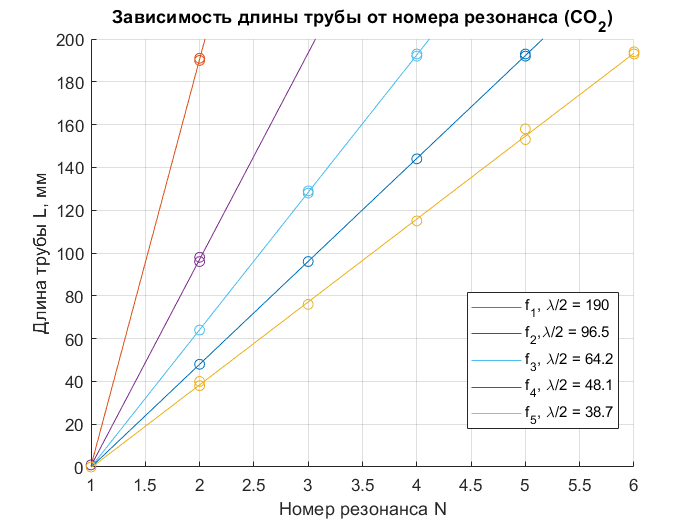 Зависимость длины трубы от номера резонанса (CO₂)
Длина трубы L, мм
200
180
160
140
120
100
80
60
40
20
0
f₁, λ/2 = 190
f₂, λ/2 = 96.5
f₃, λ/2 = 64.2
f₄, λ/2 = 48.1
f₅, λ/2 = 38.7
1 1.5 2 2.5 3 3.5 4 4.5 5 5.5 6
Номер резонанса N